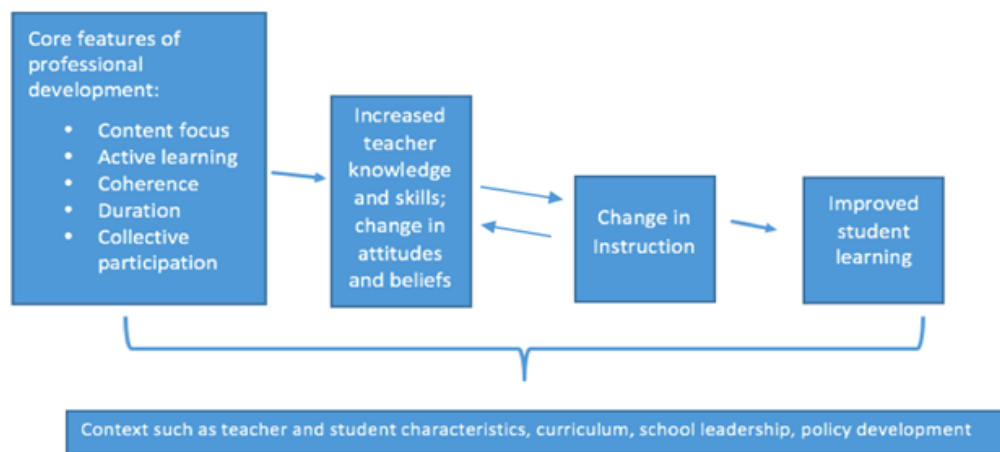 Core features of
professional
development:
• Content focus
• Active learning
• Coherence
• Duration
• Collective
participation
Increased
teacher
knowledge
and skills;
change in
attitudes
and beliefs
Change in
Instruction
Improved
student
learning
Context such as teacher and student characteristics, curriculum, school leadership, policy development